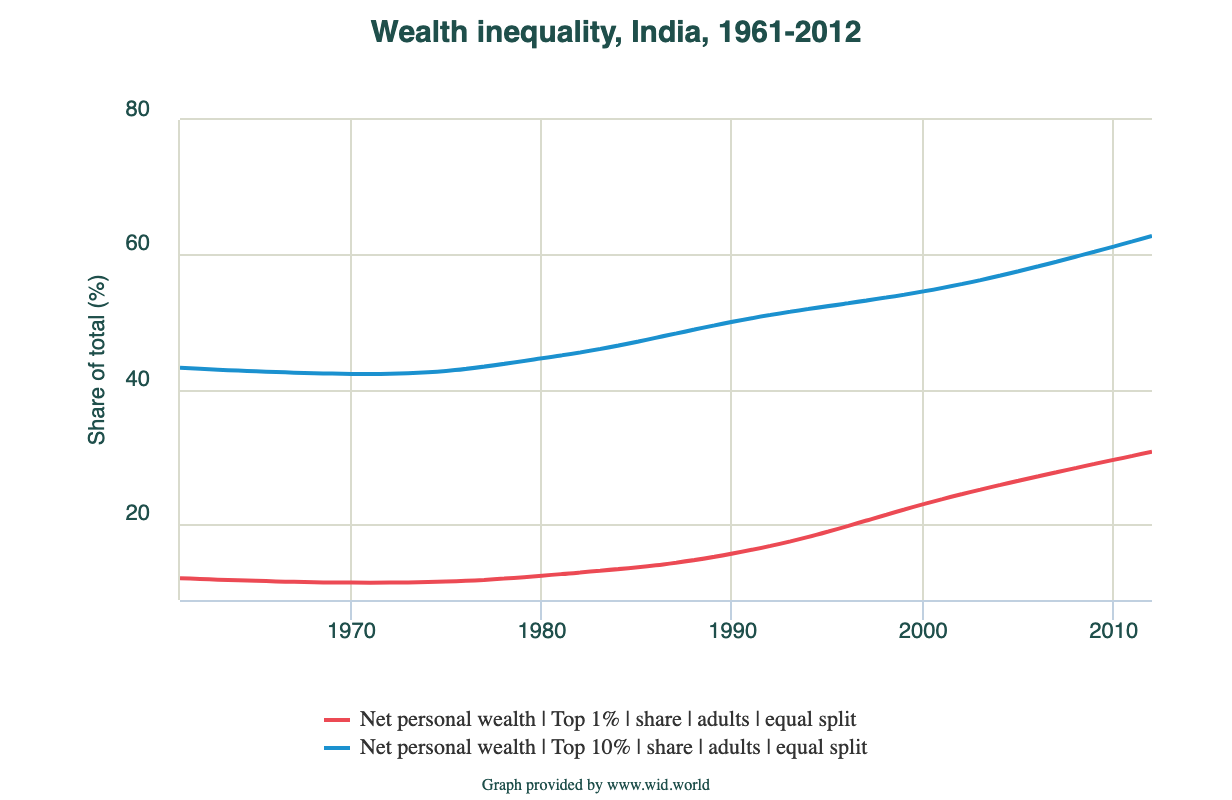 Wealth inequality, India, 1961-2012
80
60
40
20
Share of total (%)
1970 1980 1990 2000 2010
Net personal wealth | Top 1% | share | adults | equal split
Net personal wealth | Top 10% | share | adults | equal split
Graph provided by www.wid.world